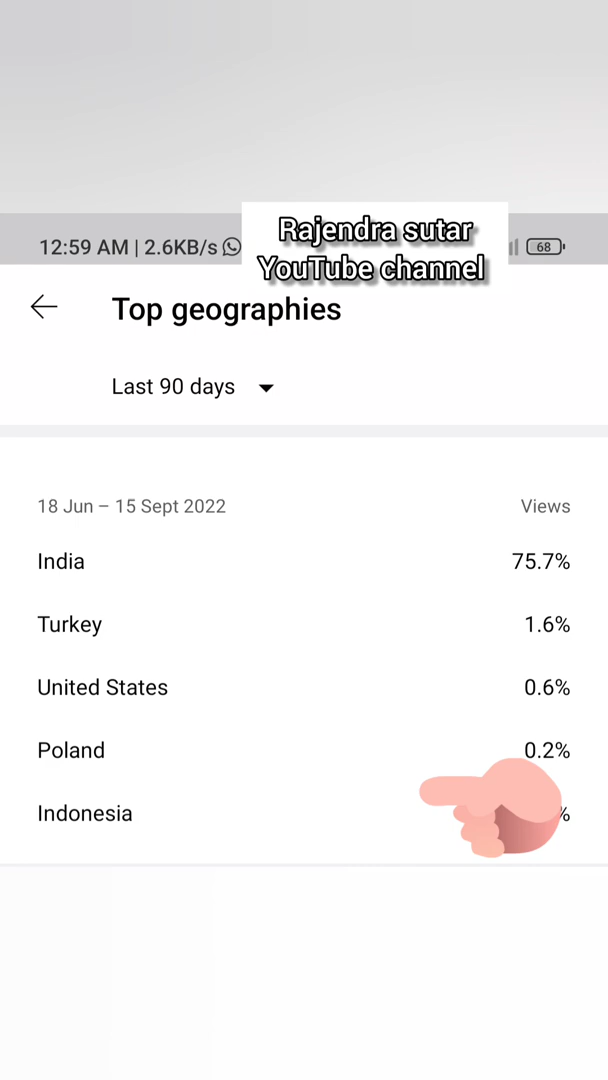 Rajendra sutar
YouTube channel
12:59 AM | 2.6KB/s
68
Top geographies
Last 90 days
18 Jun – 15 Sept 2022 Views
India 75.7%
Turkey 1.6%
United States 0.6%
Poland 0.2%
Indonesia %